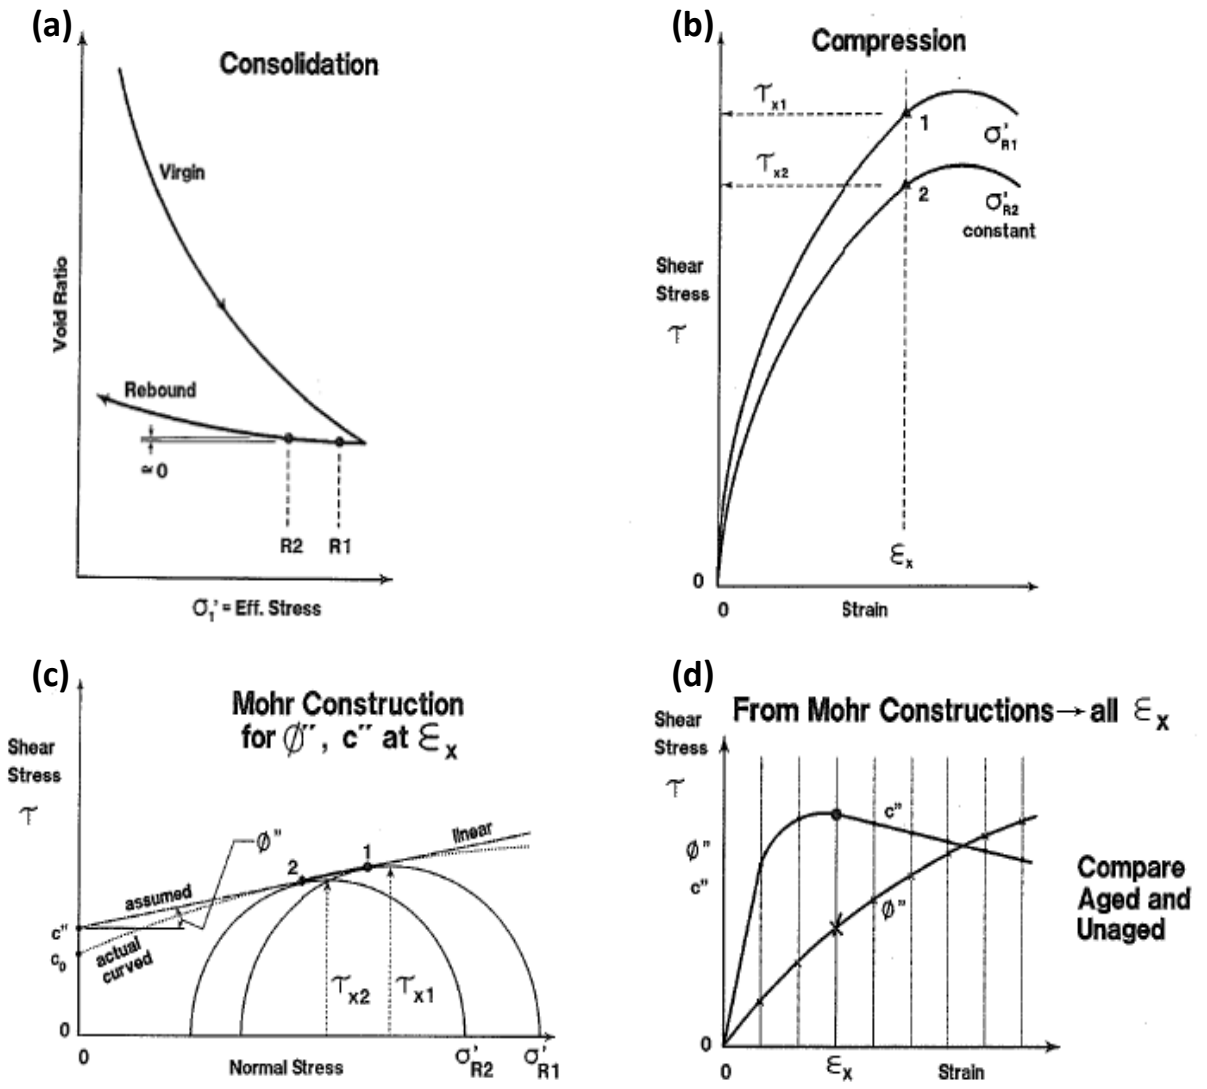 (a)
Consolidation
Virgin
Void Ratio
Rebound
≃ 0
R2 R1
σ₁' = Eff. Stress
(b)
Compression
τx1
1
σ'R1
τx2
2
σ'R2
constant
Shear
Stress
τ
εx
0
0
Strain
(c)
Mohr Construction
for ϕ", c" at εx
Shear
Stress
τ
ϕ"
linear
1
2
assumed
c"
c0
actual
curved
τx2 τx1
0
0
Normal Stress
σ'R2 σ'R1
(d)
From Mohr Constructions → all εx
Shear
Stress
τ
c"
ϕ"
c"
ϕ"
Compare
Aged and
Unaged
0
0
εx
Strain